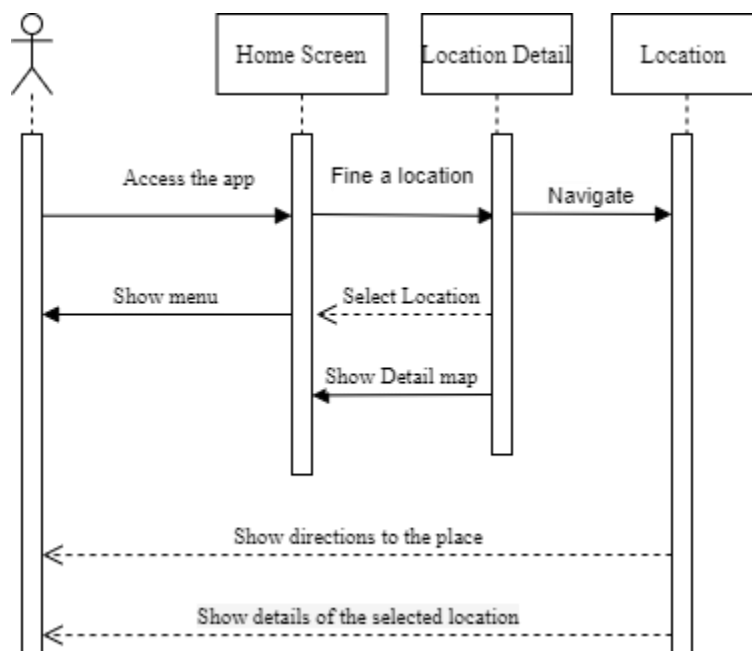 Home Screen
Location Detail
Location
Access the app
Fine a location
Navigate
Show menu
Select Location
Show Detail map
Show directions to the place
Show details of the selected location